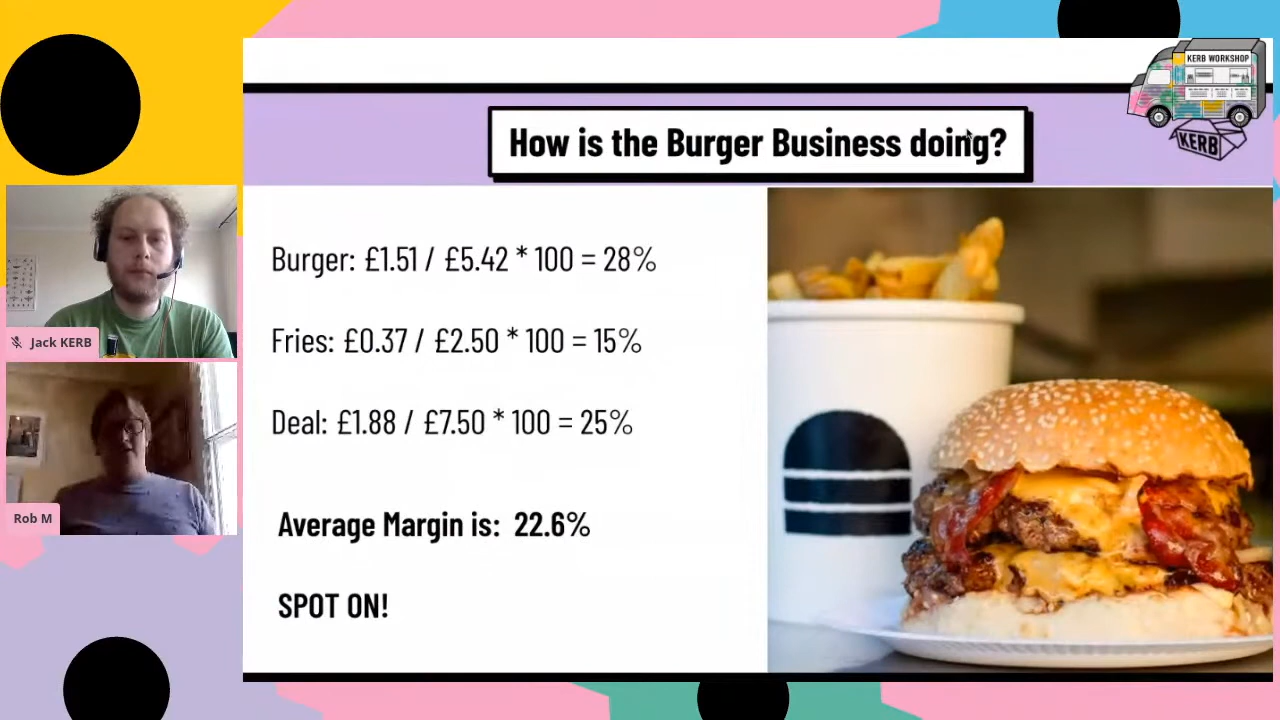 KERB WORKSHOP
KERB
How is the Burger Business doing?
Burger: £1.51 / £5.42 * 100 = 28%
Fries: £0.37 / £2.50 * 100 = 15%
Deal: £1.88 / £7.50 * 100 = 25%
Average Margin is: 22.6%
SPOT ON!
Jack KERB
Rob M